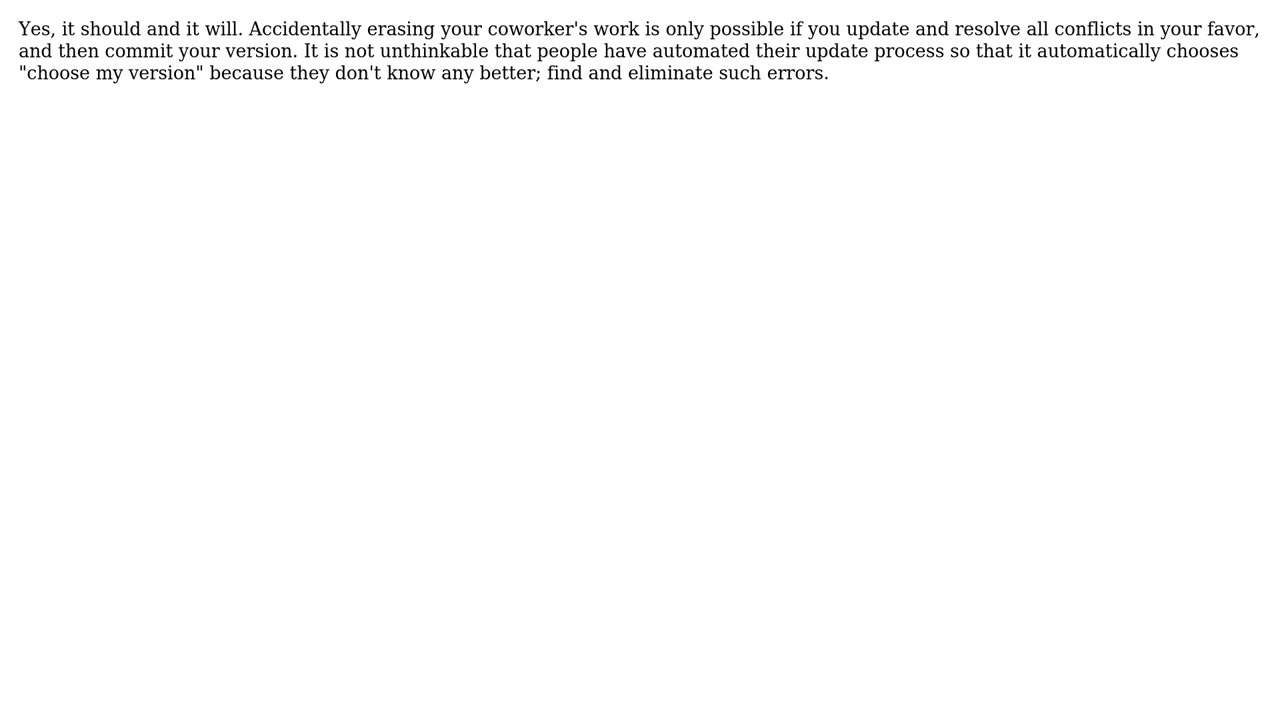 Yes, it should and it will. Accidentally erasing your coworker's work is only possible if you update and resolve all conflicts in your favor,
and then commit your version. It is not unthinkable that people have automated their update process so that it automatically chooses
"choose my version" because they don't know any better; find and eliminate such errors.